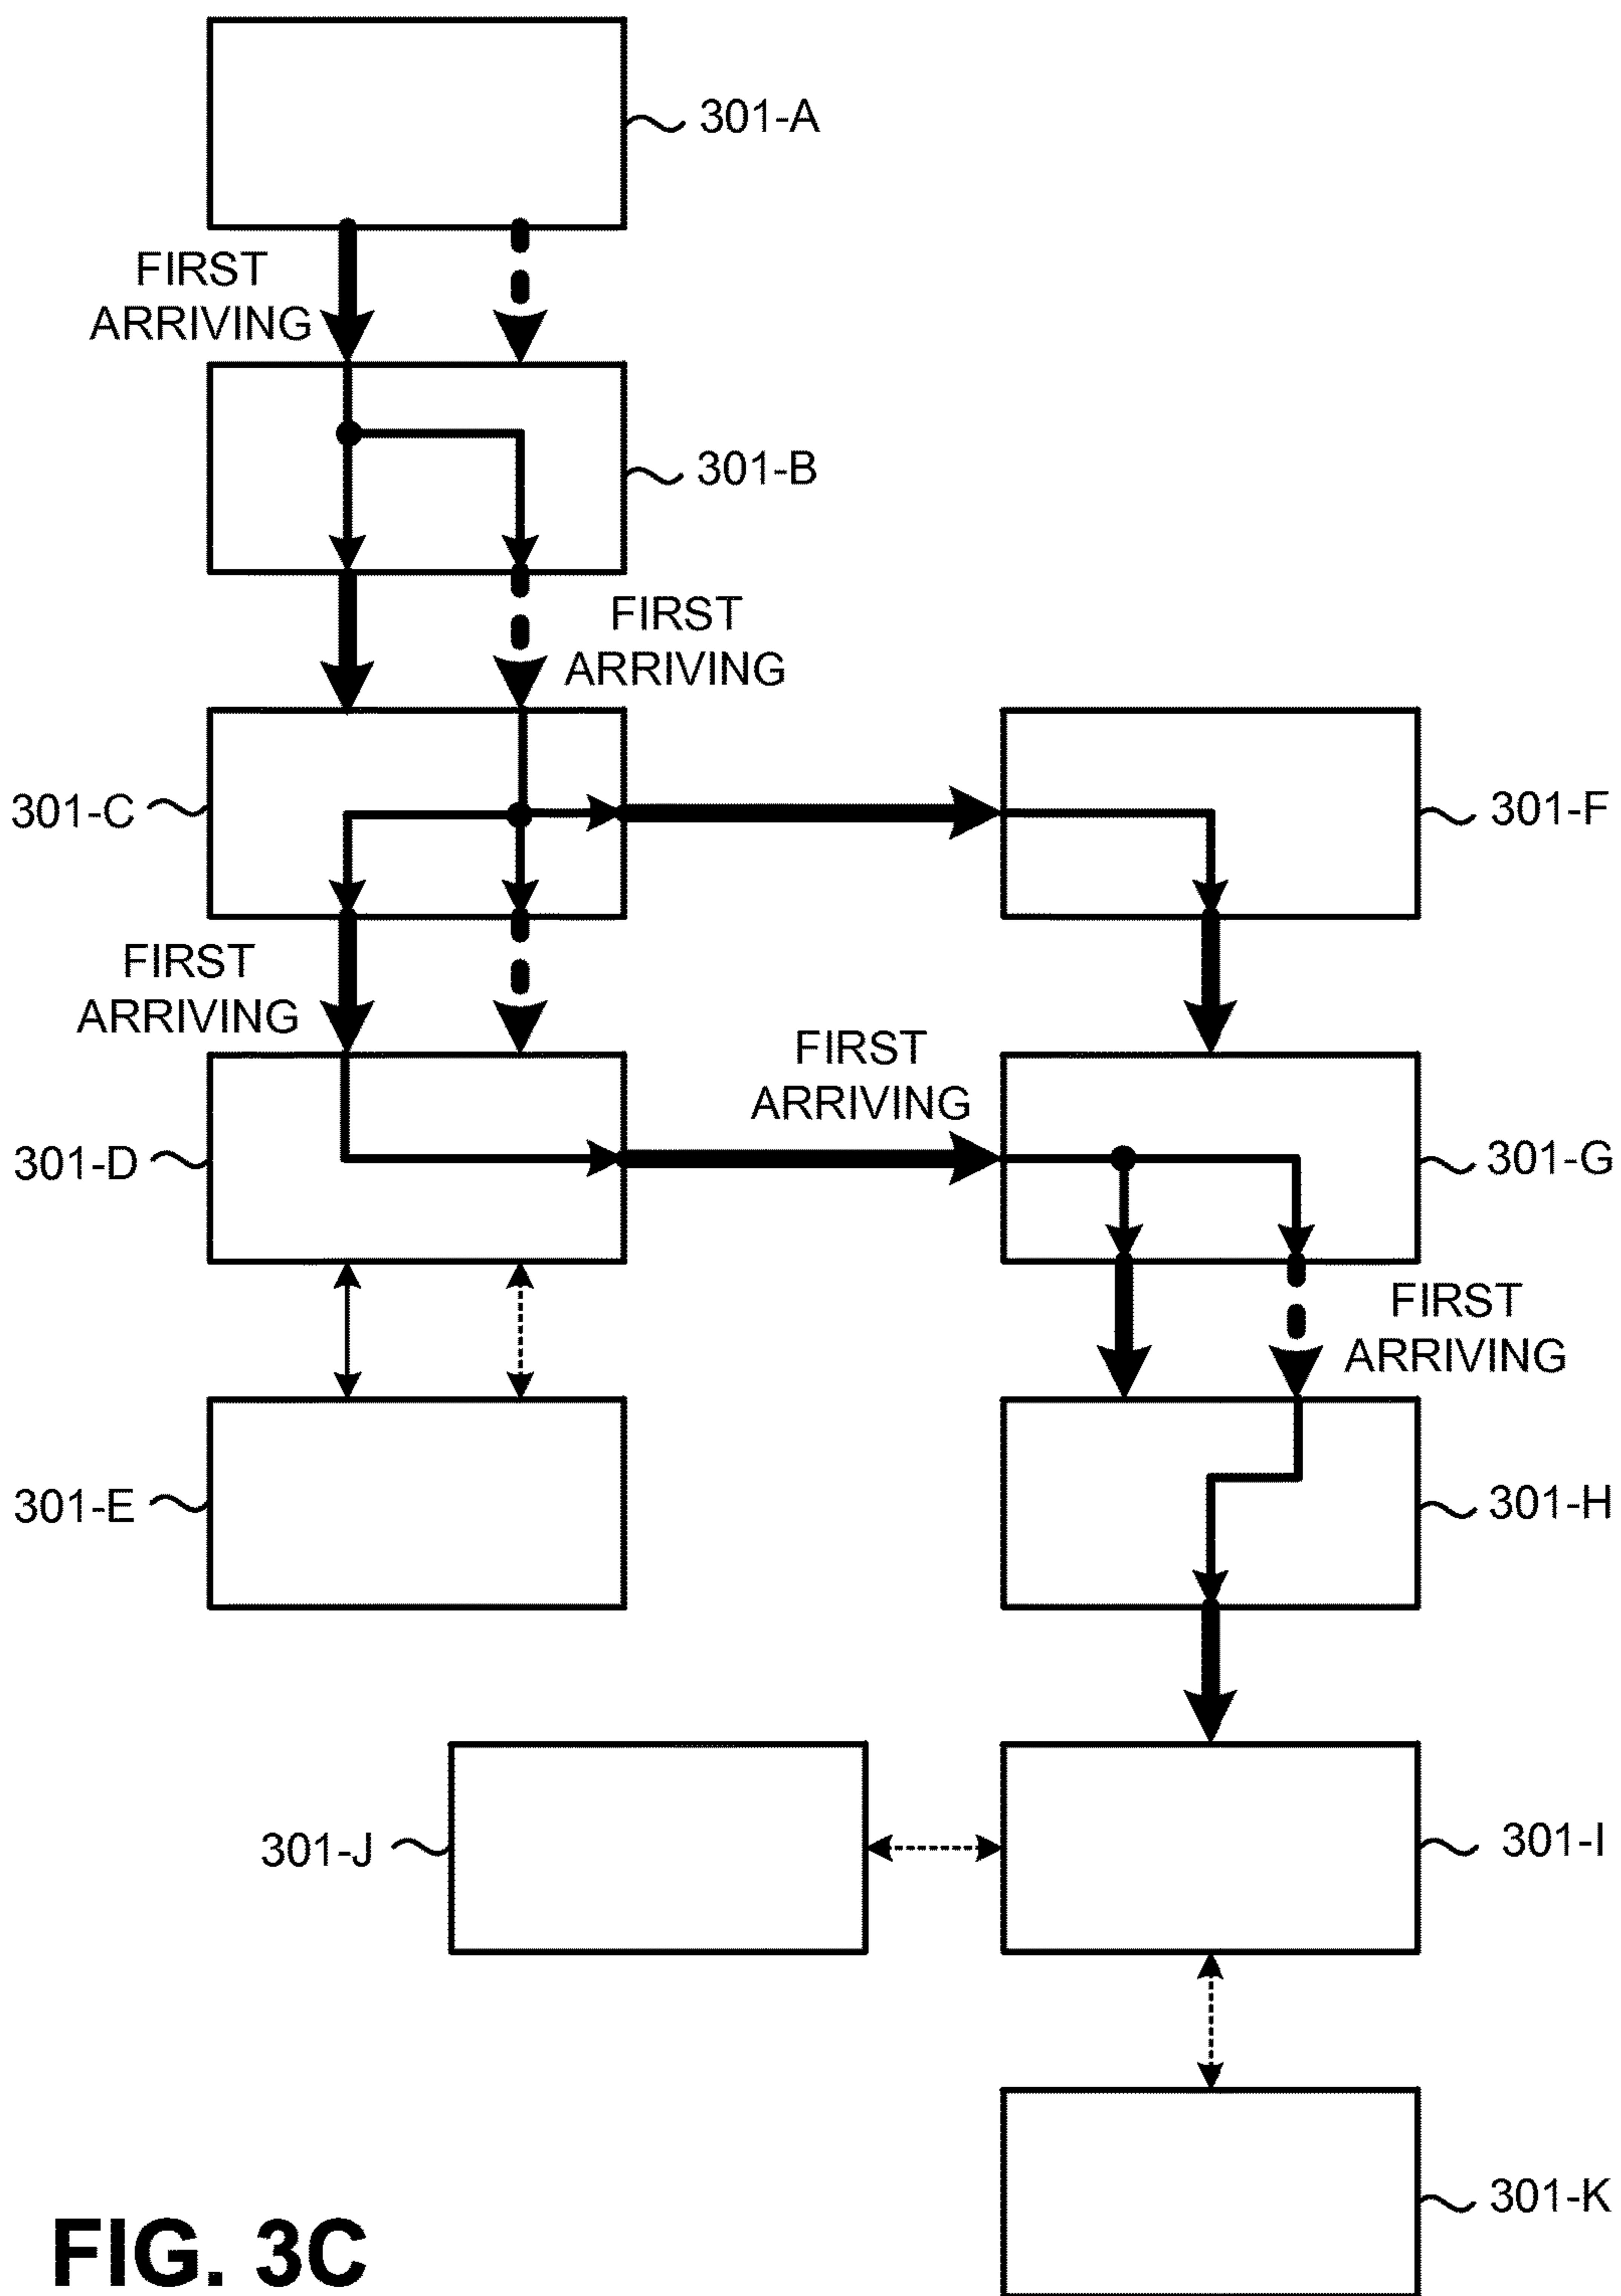 301-A
FIRST
ARRIVING
301-B
FIRST
ARRIVING
301-C
301-F
FIRST
ARRIVING
FIRST
ARRIVING
301-D
301-G
FIRST
ARRIVING
301-E
301-H
301-J
301-I
301-K
FIG. 3C